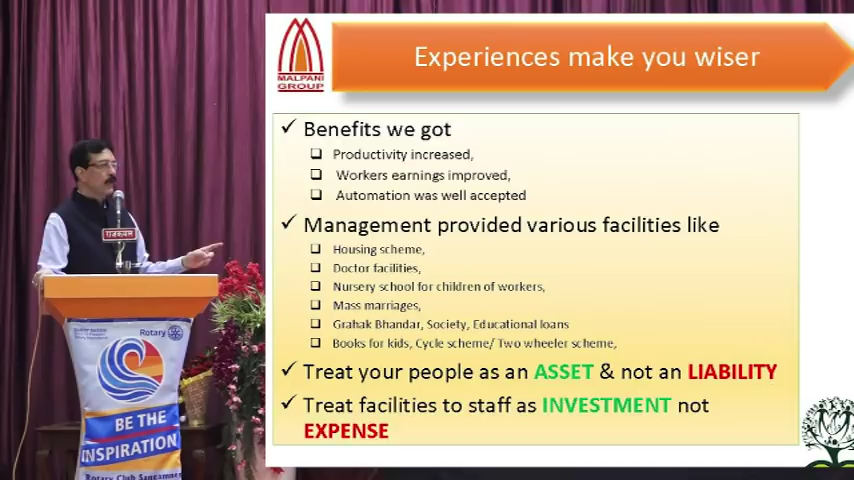 MALPANI
GROUP
Experiences make you wiser
Benefits we got
Productivity increased,
Workers earnings improved,
Automation was well accepted
Management provided various facilities like
Housing scheme,
Doctor facilities,
Nursery school for children of workers,
Mass marriages,
Grahak Bhandar, Society, Educational loans
Books for kids, Cycle scheme/ Two wheeler scheme,
Treat your people as an ASSET & not an LIABILITY
Treat facilities to staff as INVESTMENT not
EXPENSE
राजकमल
Rotary
BE THE
INSPIRATION
Rotary Club Sangamner